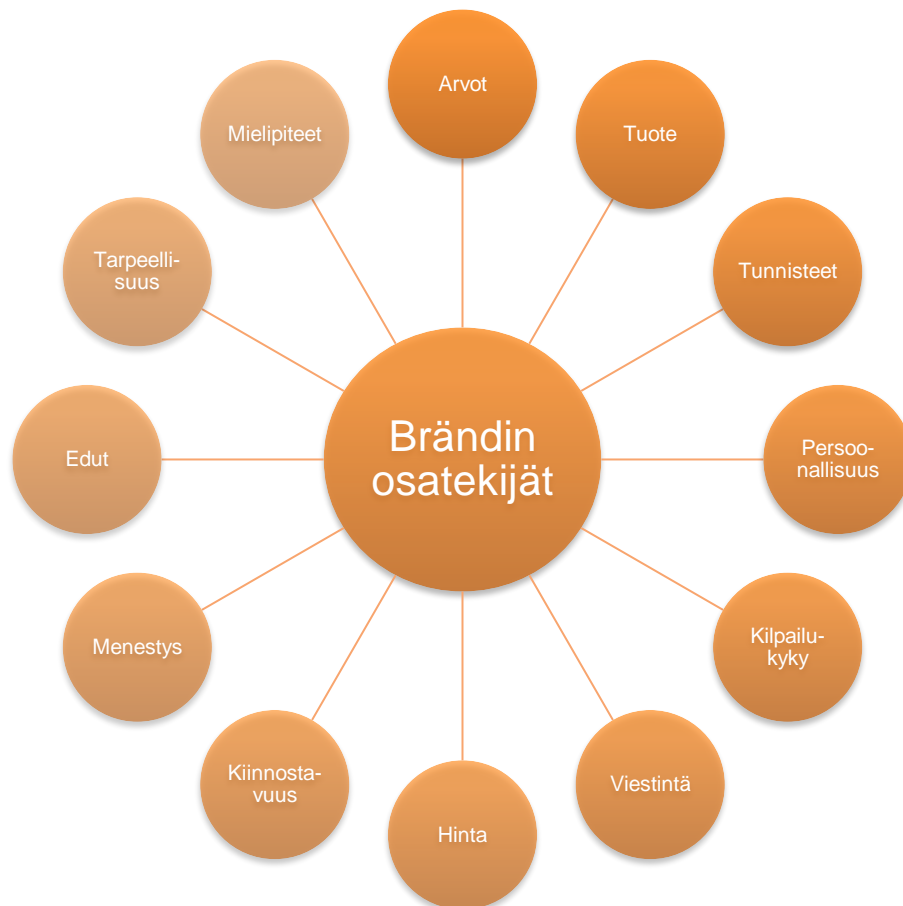 Arvot
Tuote
Tunnisteet
Persoo-
nallisuus
Kilpailu-
kyky
Viestintä
Hinta
Kiinnosta-
vuus
Menestys
Edut
Tarpeelli-
suus
Mielipiteet
Brändin
osatekijät